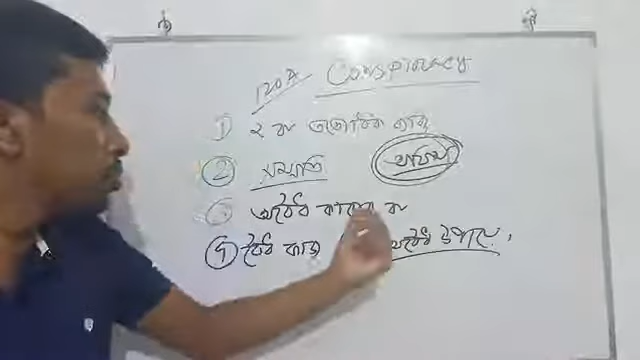 120A Conspiracy
1) ২ বা ততোধিক ব্যক্তি
2) সম্মতি
3) অবৈধ কাজ বা
4) বৈধ কাজ অবৈধ উপায়ে,